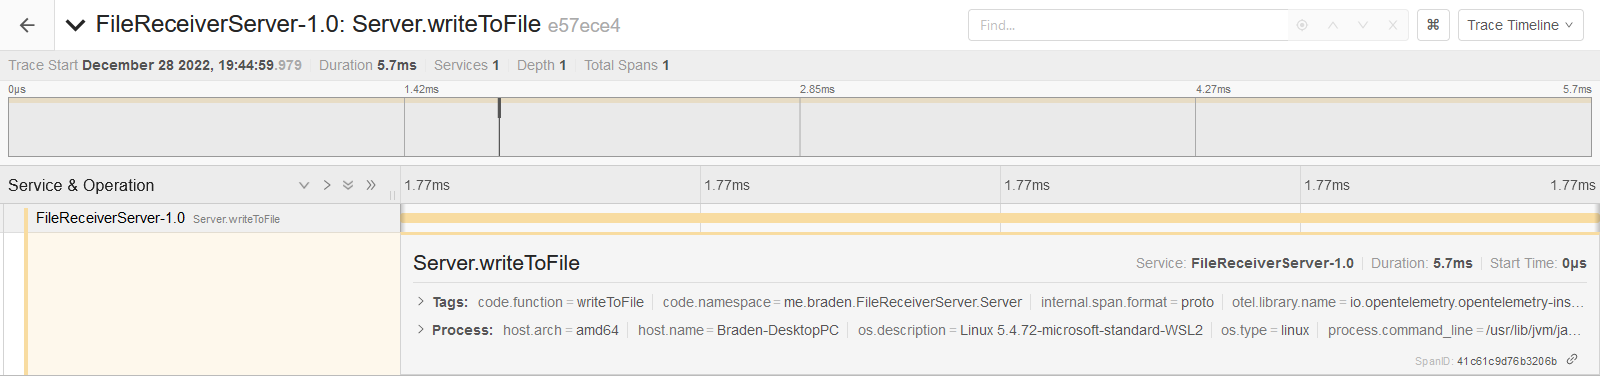 FileReceiverServer-1.0: Server.writeToFile e57ece4 Find... ⌘ Trace Timeline
Trace Start December 28 2022, 19:44:59.979 Duration 5.7ms Services 1 Depth 1 Total Spans 1
0μs 1.42ms 2.85ms 4.27ms 5.7ms
Service & Operation 1.77ms 1.77ms 1.77ms 1.77ms 1.77ms
FileReceiverServer-1.0 Server.writeToFile
Server.writeToFile Service: FileReceiverServer-1.0 Duration: 5.7ms Start Time: 0μs
Tags: code.function = writeToFile code.namespace = me.braden.FileReceiverServer.Server internal.span.format = proto otel.library.name = io.opentelemetry.opentelemetry-ins...
Process: host.arch = amd64 host.name = Braden-DesktopPC os.description = Linux 5.4.72-microsoft-standard-WSL2 os.type = linux process.command_line = /usr/lib/jvm/ja...
SpanID: 41c61c9d76b3206b